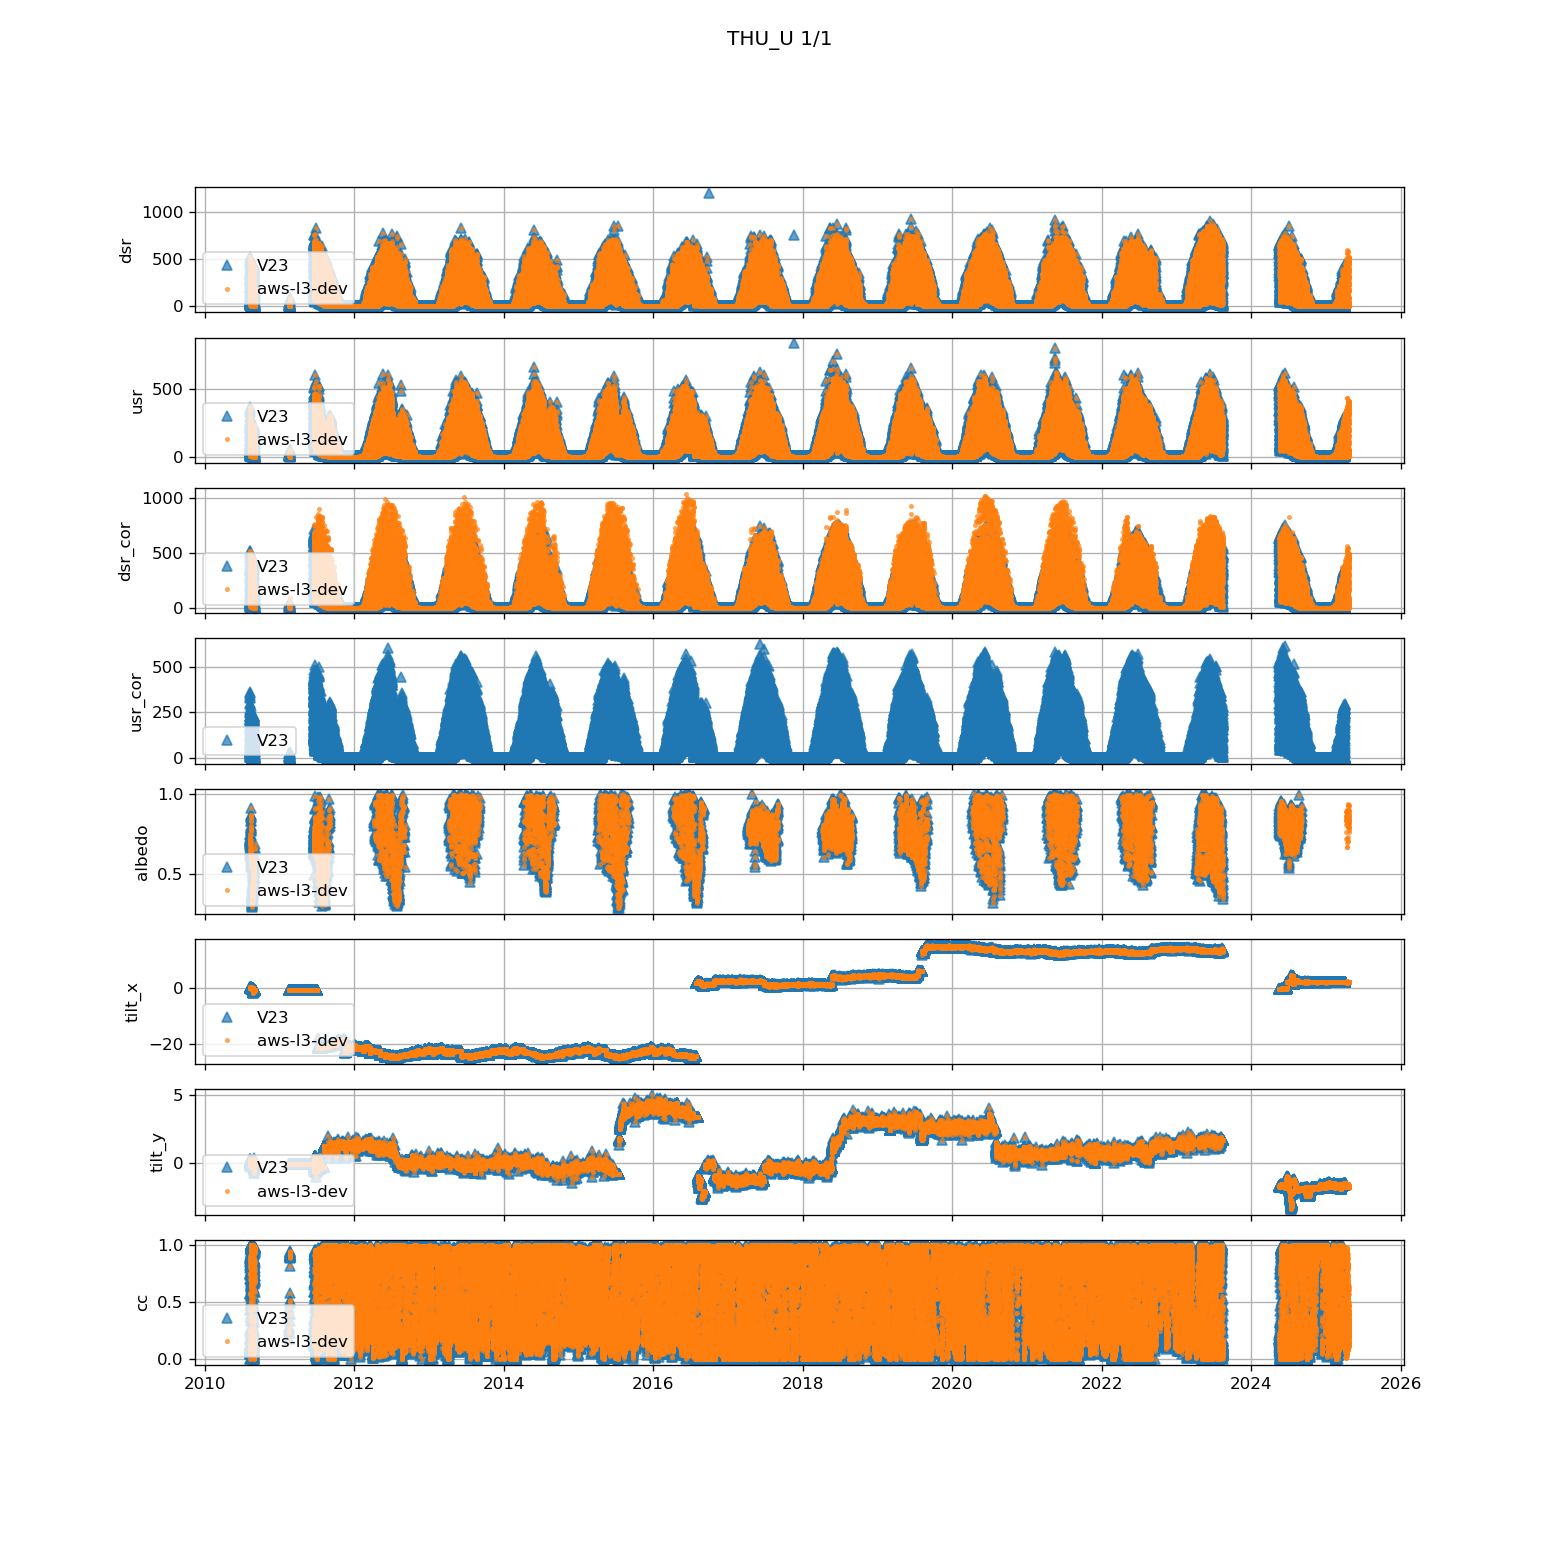 THU_U 1/1
dsr
1000
500
0
V23
aws-l3-dev
usr
500
0
V23
aws-l3-dev
dsr_cor
1000
500
0
V23
aws-l3-dev
usr_cor
500
250
0
V23
albedo
1.0
0.5
V23
aws-l3-dev
tilt_x
0
−20
V23
aws-l3-dev
tilt_y
5
0
V23
aws-l3-dev
cc
1.0
0.5
0.0
V23
aws-l3-dev
2010 2012 2014 2016 2018 2020 2022 2024 2026